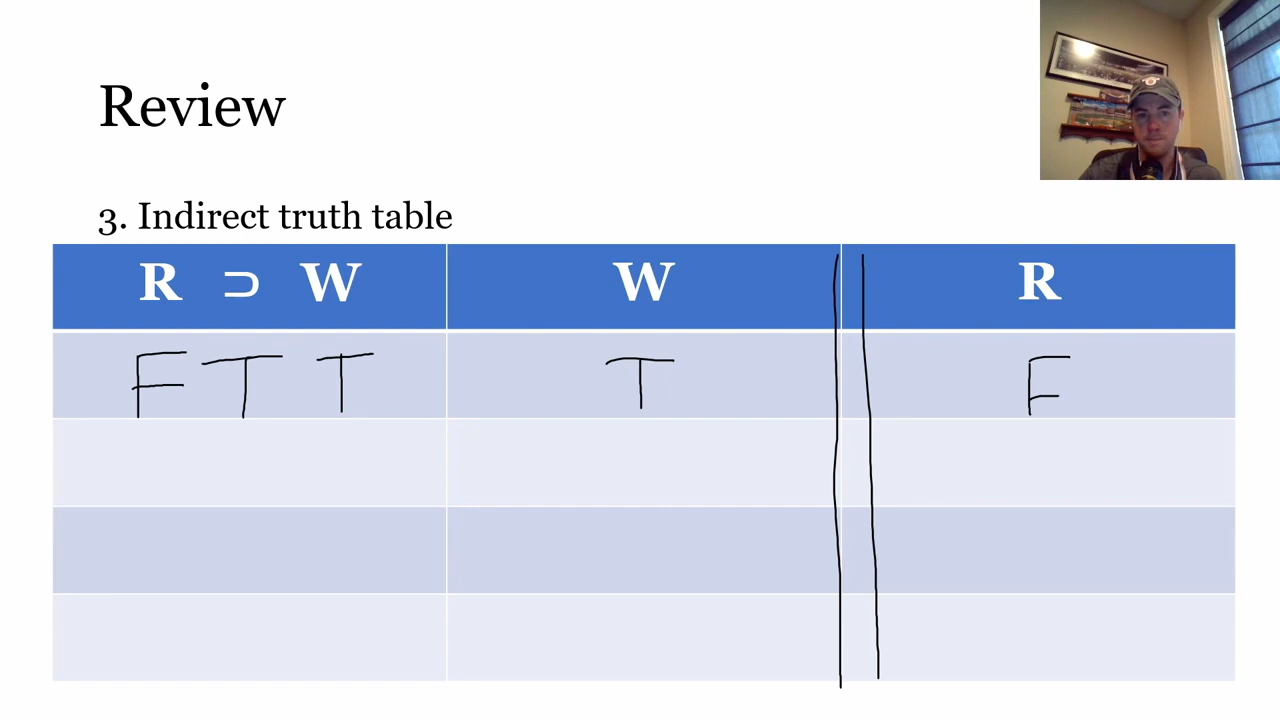 Review
3. Indirect truth table
R ⊃ W W R
F T T T F